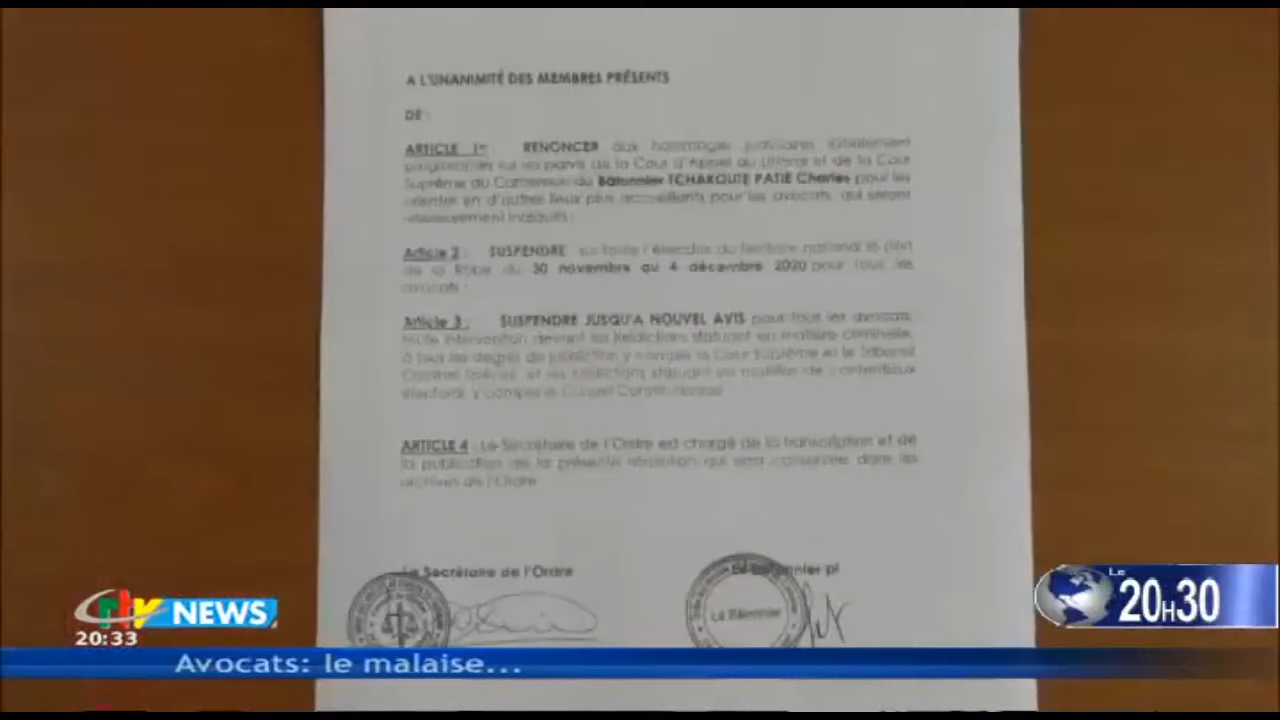 A L'UNANIMITÉ DES MEMBRES PRÉSENTS
DE :
ARTICLE 1er : RENONCER aux hommages judiciaires initialement
programmés sur les parvis de la Cour d'Appel du Littoral et de la Cour
Suprême du Cameroun du Bâtonnier TCHAKOUTE PATIE Charles pour les
orienter en d'autres lieux plus accueillants pour les avocats, qui seront
ultérieurement indiqués ;
Article 2 : SUSPENDRE sur toute l'étendue du territoire national le port
de la Robe du 30 novembre au 4 décembre 2020 pour tous les
avocats ;
Article 3 : SUSPENDRE JUSQU'A NOUVEL AVIS pour tous les avocats,
toute intervention devant les juridictions statuant en matière criminelle,
à tous les degrés de juridiction y compris la Cour Suprême et le Tribunal
Criminel Spécial, et les juridictions statuant en matière de contentieux
électoral y compris le Conseil Constitutionnel
ARTICLE 4 : Le Secrétaire de l'Ordre est chargé de la transcription et de
la publication de la présente résolution qui sera conservée dans les
archives de l'Ordre
Le Secrétaire de l'Ordre
Le Bâtonnier pi
Le Bâtonnier
crtv NEWS
20:33
Le
20H30
Avocats: le malaise...